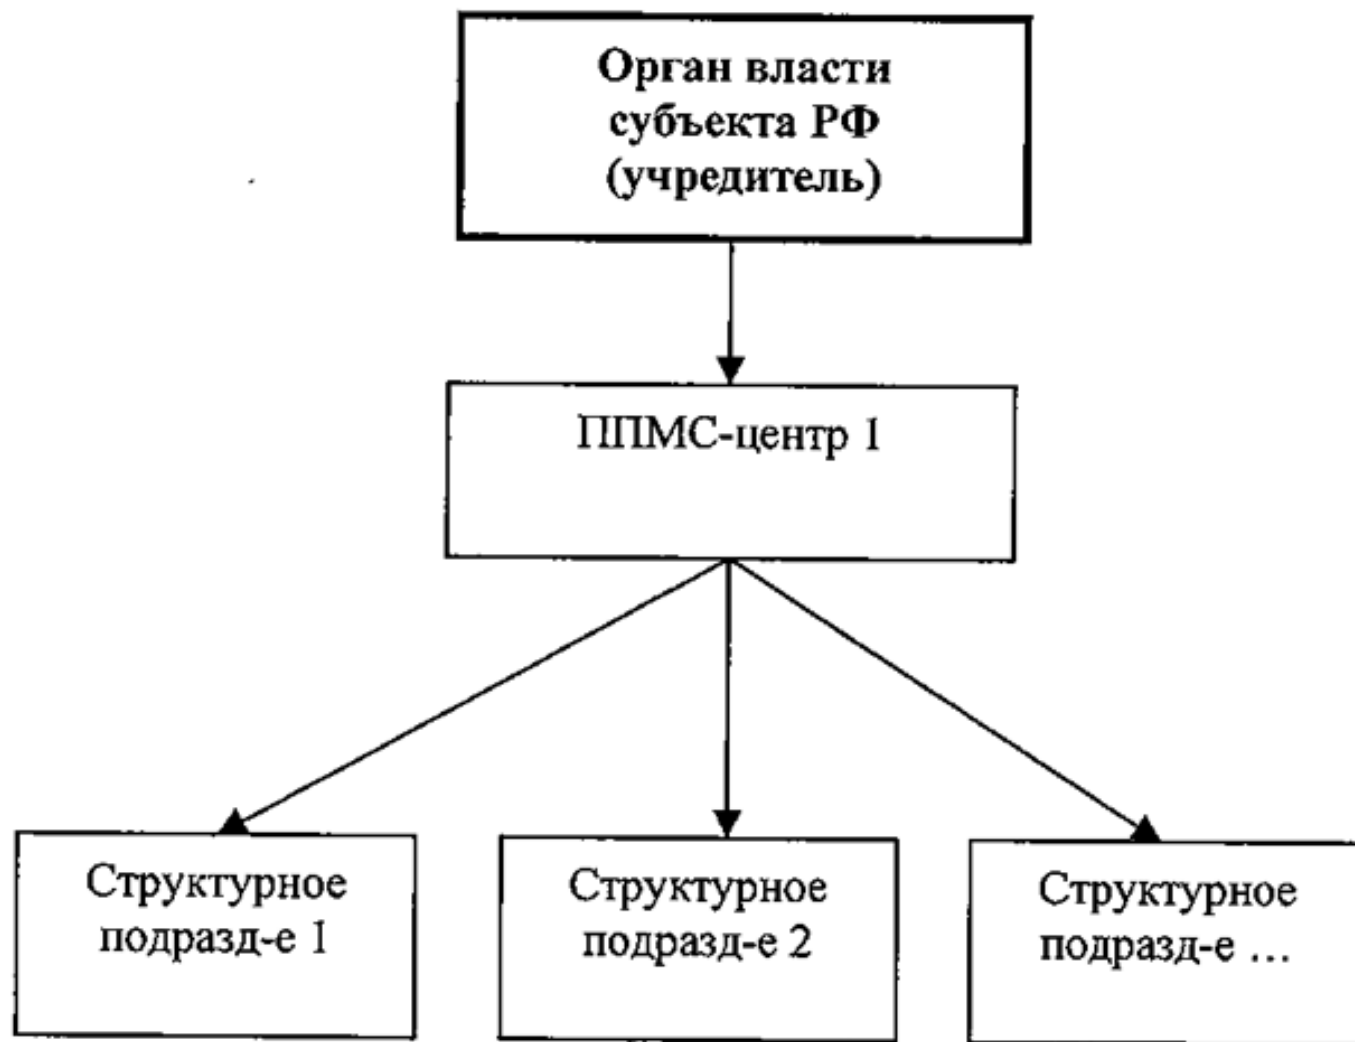 Орган власти
субъекта РФ
(учредитель)
ППМС-центр 1
Структурное
подразд-е 1
Структурное
подразд-е 2
Структурное
подразд-е ...